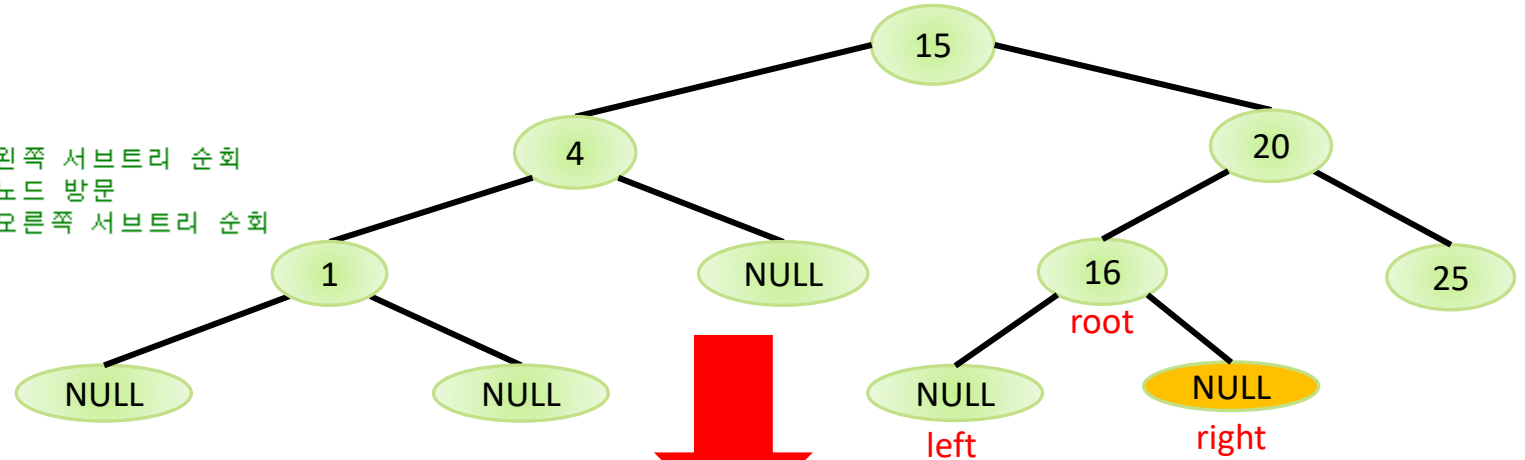 15
4
20
왼쪽 서브트리 순회
노드 방문
오른쪽 서브트리 순회
1
NULL
16
25
root
NULL
NULL
NULL
NULL
left
right